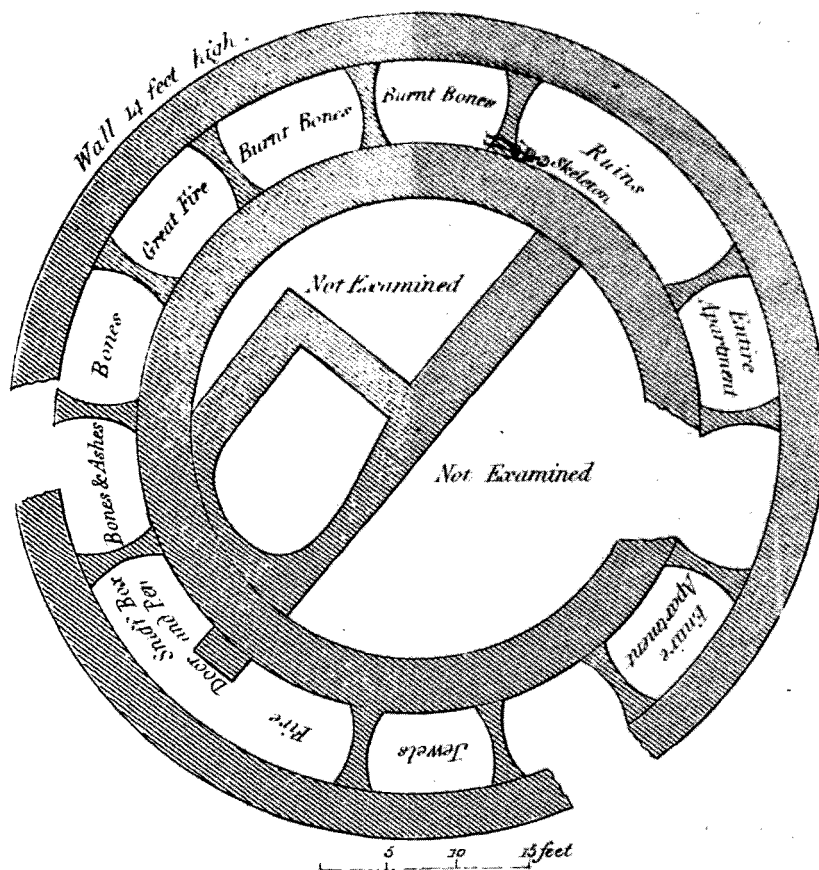 Wall 14 feet high.
Burnt Bones
Burnt Bones
Ruins
Skeleton
Great Fire
Not Examined
Bones
Entire
Apartment
Bones & Ashes
Not Examined
Snuff Box
and Pen
Door
Entire
Apartment
Fire
Jewels
5 10 15 feet